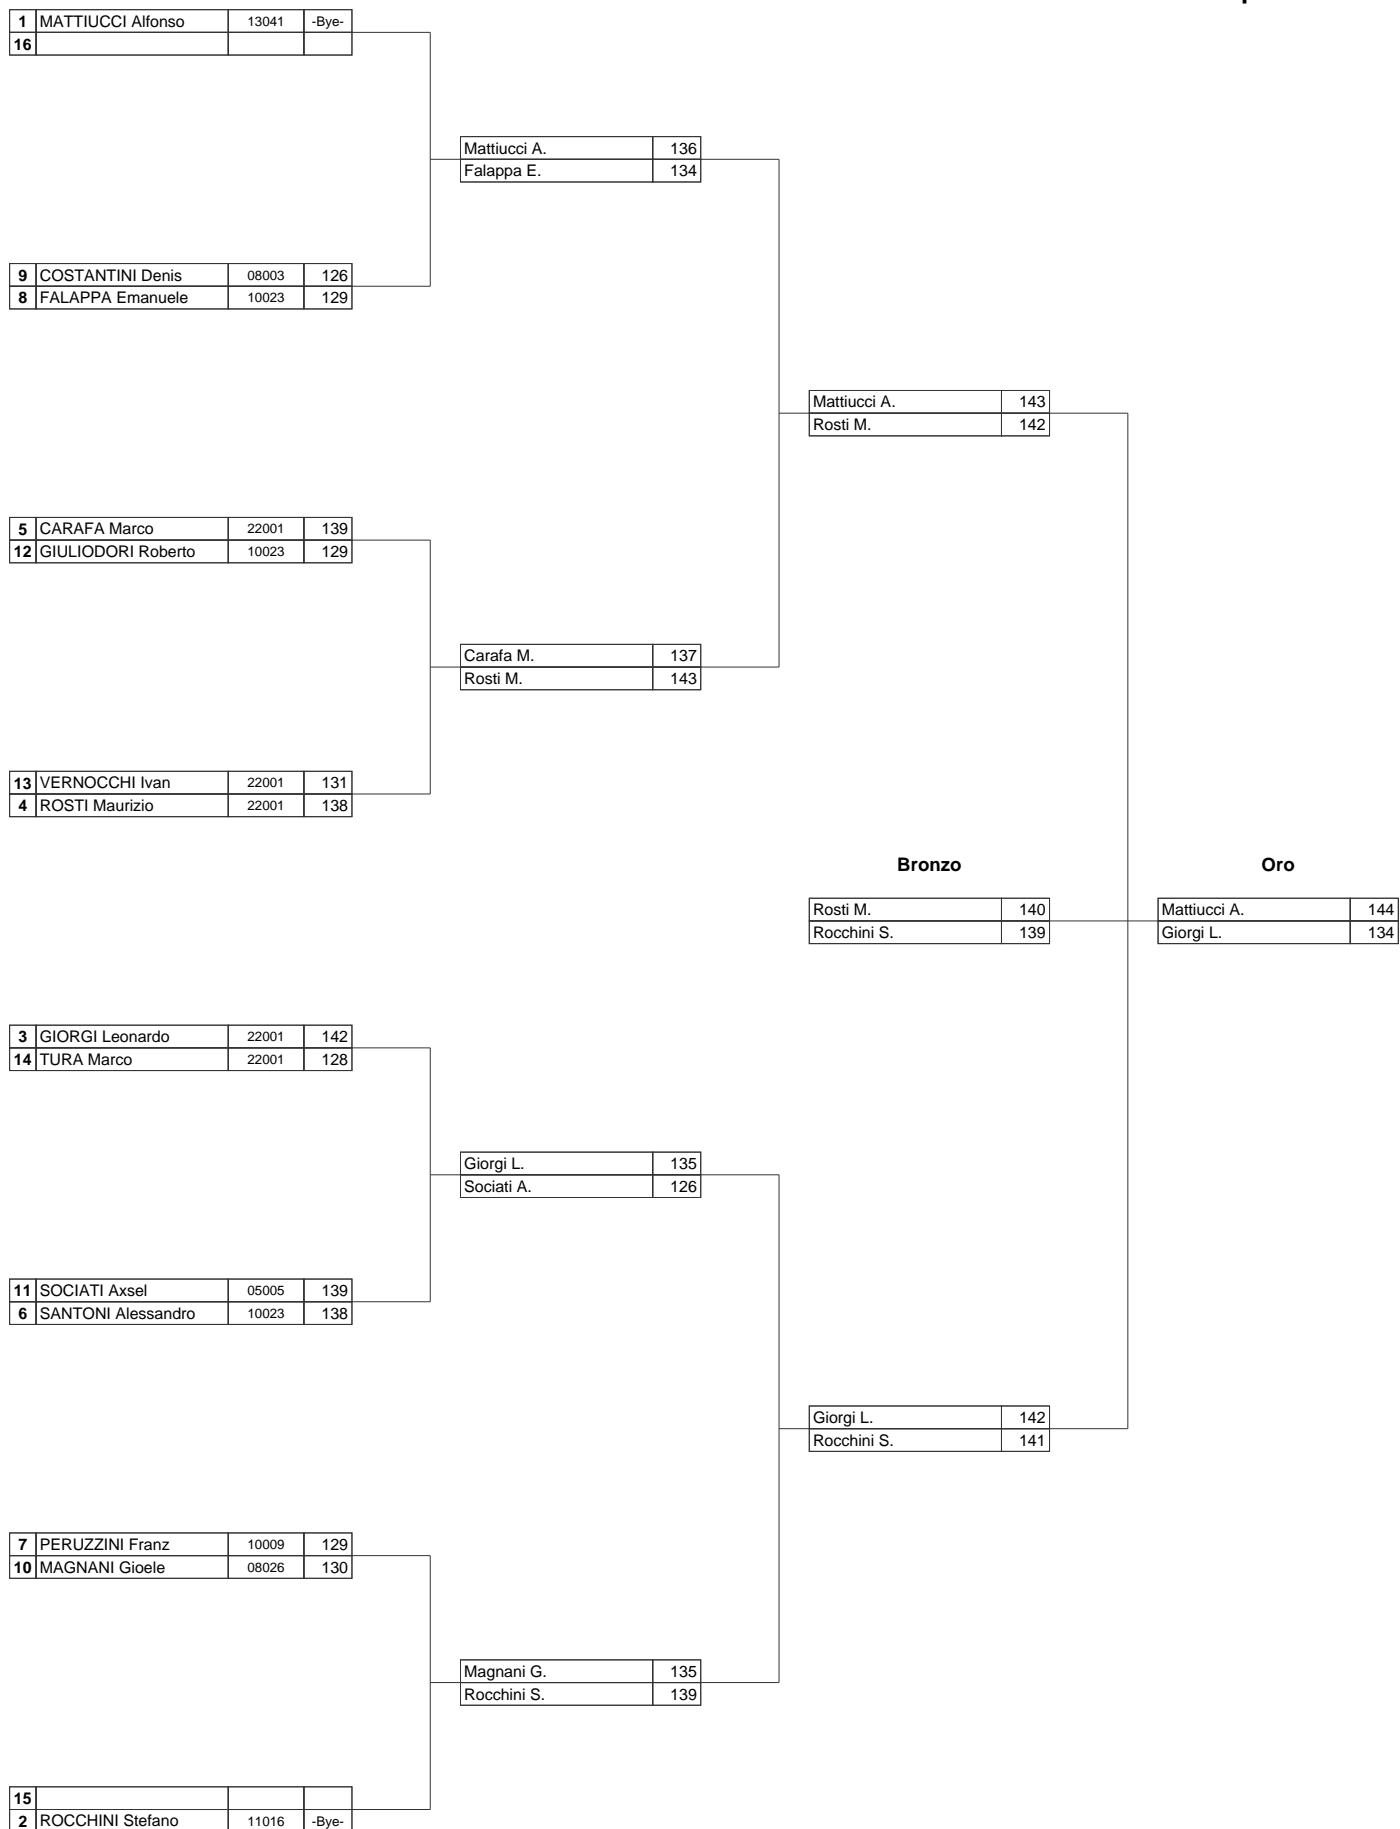 1 MATTIUCCI Alfonso 13041 -Bye-
16
Mattiucci A. 136
Falappa E. 134
9 COSTANTINI Denis 08003 126
8 FALAPPA Emanuele 10023 129
Mattiucci A. 143
Rosti M. 142
5 CARAFA Marco 22001 139
12 GIULIODORI Roberto 10023 129
Carafa M. 137
Rosti M. 143
13 VERNOCCHI Ivan 22001 131
4 ROSTI Maurizio 22001 138
Bronzo Oro
Rosti M. 140 Mattiucci A. 144
Rocchini S. 139 Giorgi L. 134
3 GIORGI Leonardo 22001 142
14 TURA Marco 22001 128
Giorgi L. 135
Sociati A. 126
11 SOCIATI Axsel 05005 139
6 SANTONI Alessandro 10023 138
Giorgi L. 142
Rocchini S. 141
7 PERUZZINI Franz 10009 129
10 MAGNANI Gioele 08026 130
Magnani G. 135
Rocchini S. 139
15
2 ROCCHINI Stefano 11016 -Bye-